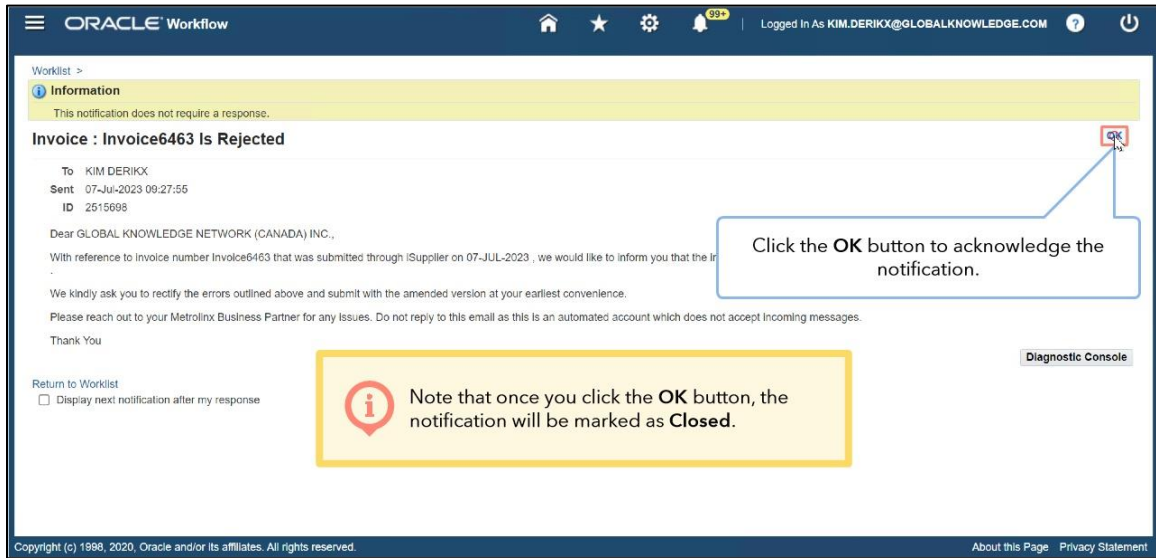 ORACLE Workflow
99+
Logged In As KIM.DERIKX@GLOBALKNOWLEDGE.COM
?
Worklist >
Information
This notification does not require a response.
Invoice : Invoice6463 Is Rejected
OK
To KIM DERIKX
Sent 07-Jul-2023 09:27:55
ID 2515698
Dear GLOBAL KNOWLEDGE NETWORK (CANADA) INC.,
With reference to invoice number Invoice6463 that was submitted through iSupplier on 07-JUL-2023 , we would like to inform you that the
.
We kindly ask you to rectify the errors outlined above and submit with the amended version at your earliest convenience.
Please reach out to your Metrolinx Business Partner for any issues. Do not reply to this email as this is an automated account which does not accept incoming messages.
Thank You
Click the OK button to acknowledge the
notification.
Diagnostic Console
Return to Worklist
Display next notification after my response
Note that once you click the OK button, the
notification will be marked as Closed.
Copyright (c) 1998, 2020, Oracle and/or its affiliates. All rights reserved.
About this Page Privacy Statement